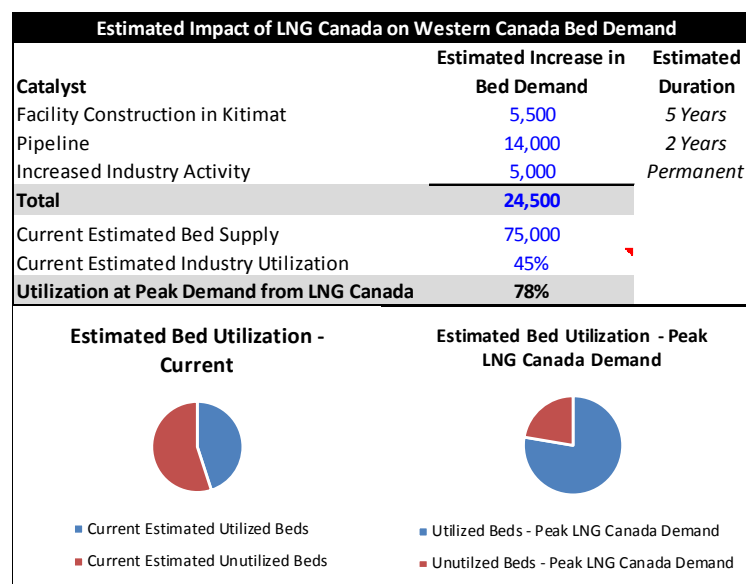 Estimated Impact of LNG Canada on Western Canada Bed Demand
Estimated Increase in Estimated
Catalyst Bed Demand Duration
Facility Construction in Kitimat 5,500 5 Years
Pipeline 14,000 2 Years
Increased Industry Activity 5,000 Permanent
Total 24,500
Current Estimated Bed Supply 75,000
Current Estimated Industry Utilization 45%
Utilization at Peak Demand from LNG Canada 78%
Estimated Bed Utilization -
Current
Estimated Bed Utilization - Peak
LNG Canada Demand
Current Estimated Utilized Beds
Current Estimated Unutilized Beds
Utilized Beds - Peak LNG Canada Demand
Unutilzed Beds - Peak LNG Canada Demand